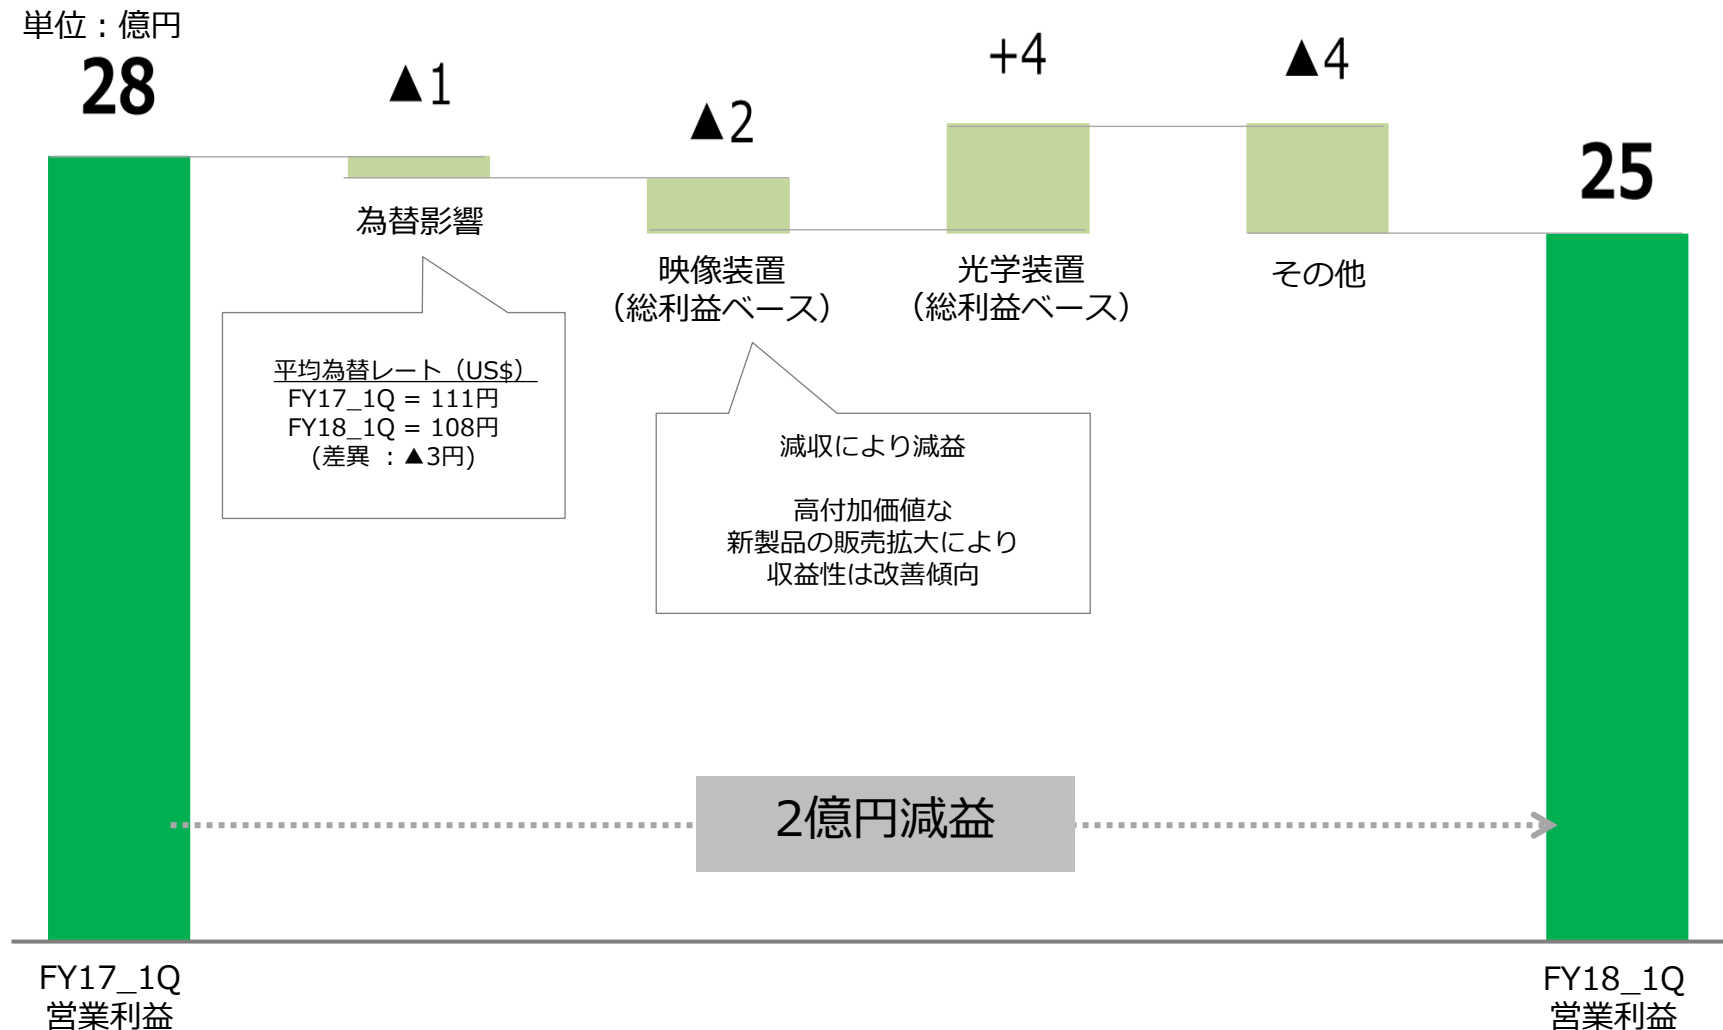 単位：億円
28
▲1
▲2
+4
▲4
25
為替影響
映像装置
（総利益ベース）
光学装置
（総利益ベース）
その他
平均為替レート（US$）
FY17_1Q = 111円
FY18_1Q = 108円
(差異 ：▲3円)
減収により減益
高付加価値な
新製品の販売拡大により
収益性は改善傾向
2億円減益
FY17_1Q
営業利益
FY18_1Q
営業利益